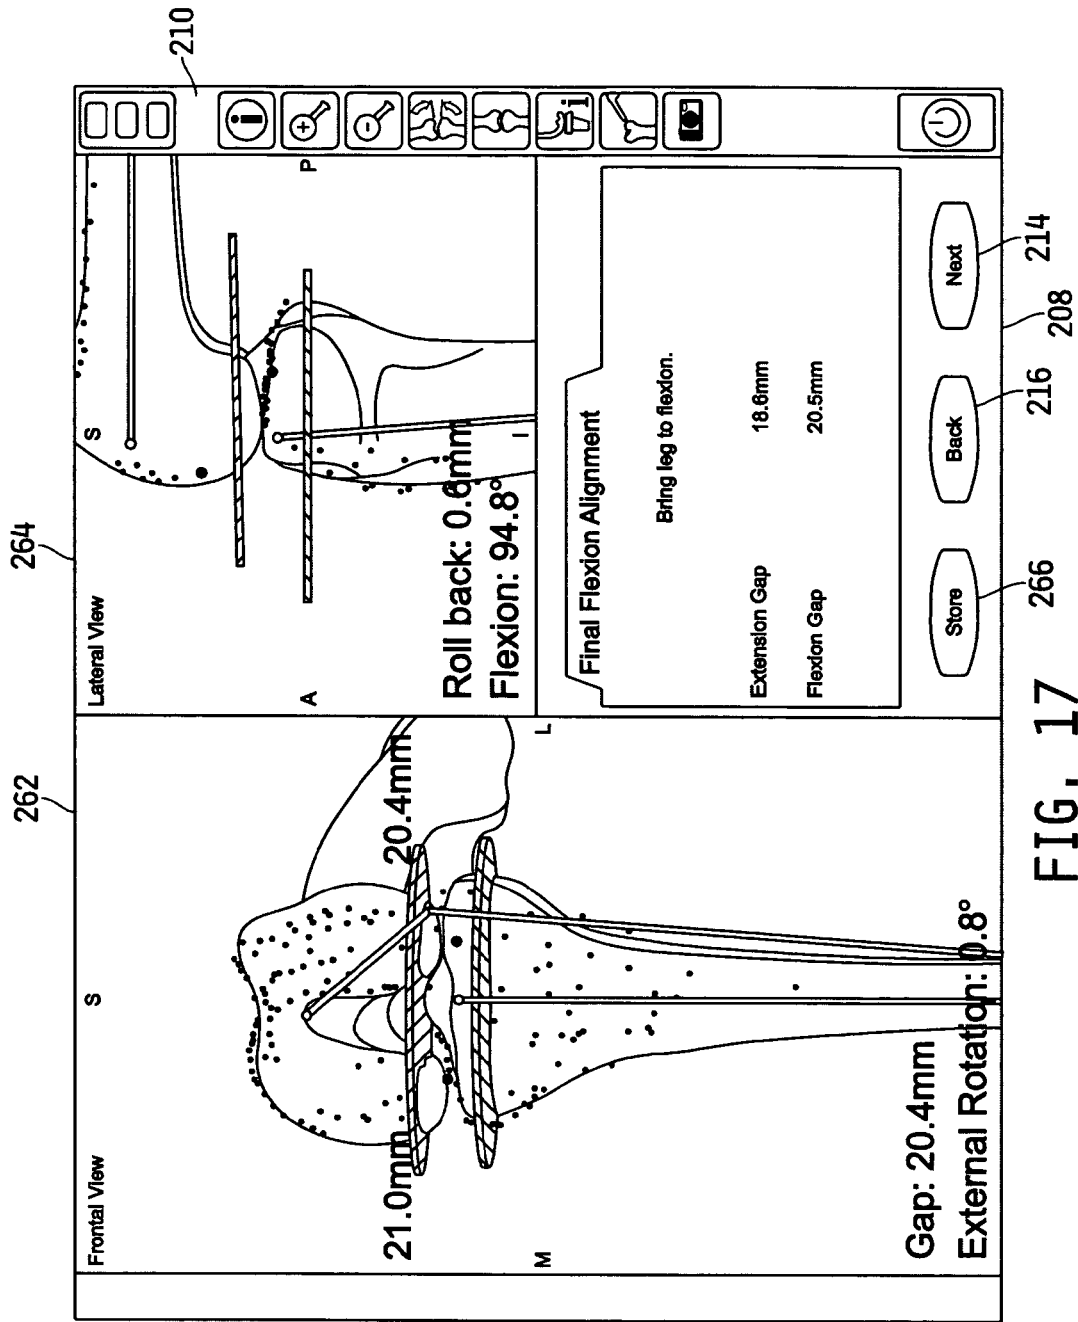 262
264
210
Frontal View
S
21.0mm
20.4mm
M
L
Gap: 20.4mm
External Rotation: 0.8°
Lateral View
S
A
P
I
Roll back: 0.6mm
Flexion: 94.8°
Final Flexion Alignment
Bring leg to flexion.
Extension Gap 18.6mm
Flexion Gap 20.5mm
Store
Back
Next
i
+
-
i
266
216
208
214
FIG. 17